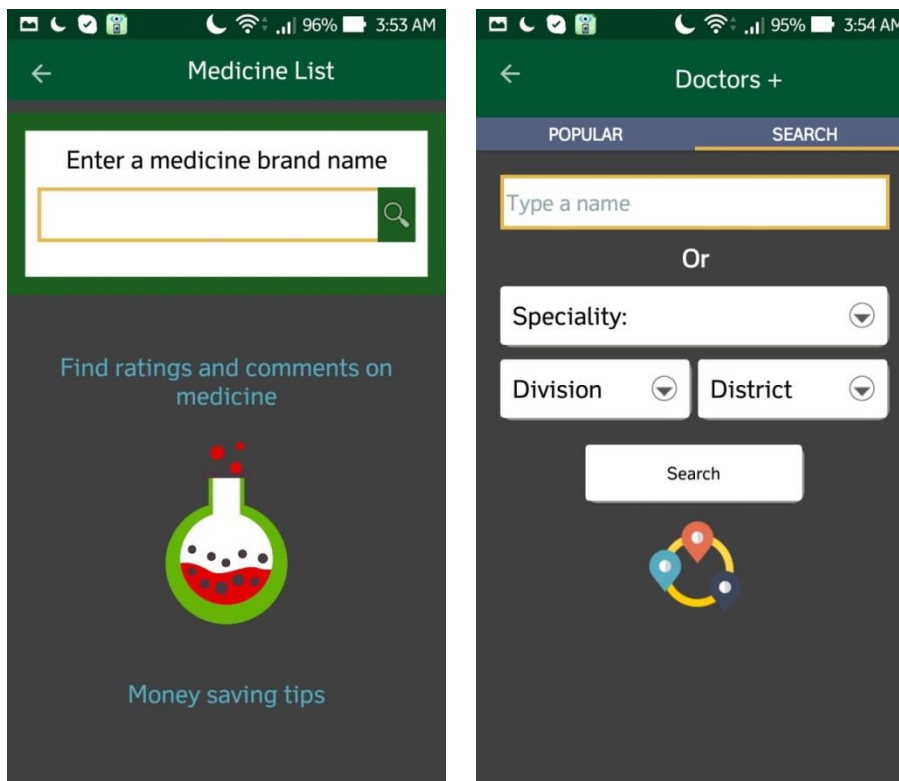 96% 3:53 AM
Medicine List
Enter a medicine brand name
Find ratings and comments on
medicine
Money saving tips
95% 3:54 AM
Doctors +
POPULAR SEARCH
Type a name
Or
Speciality:
Division District
Search